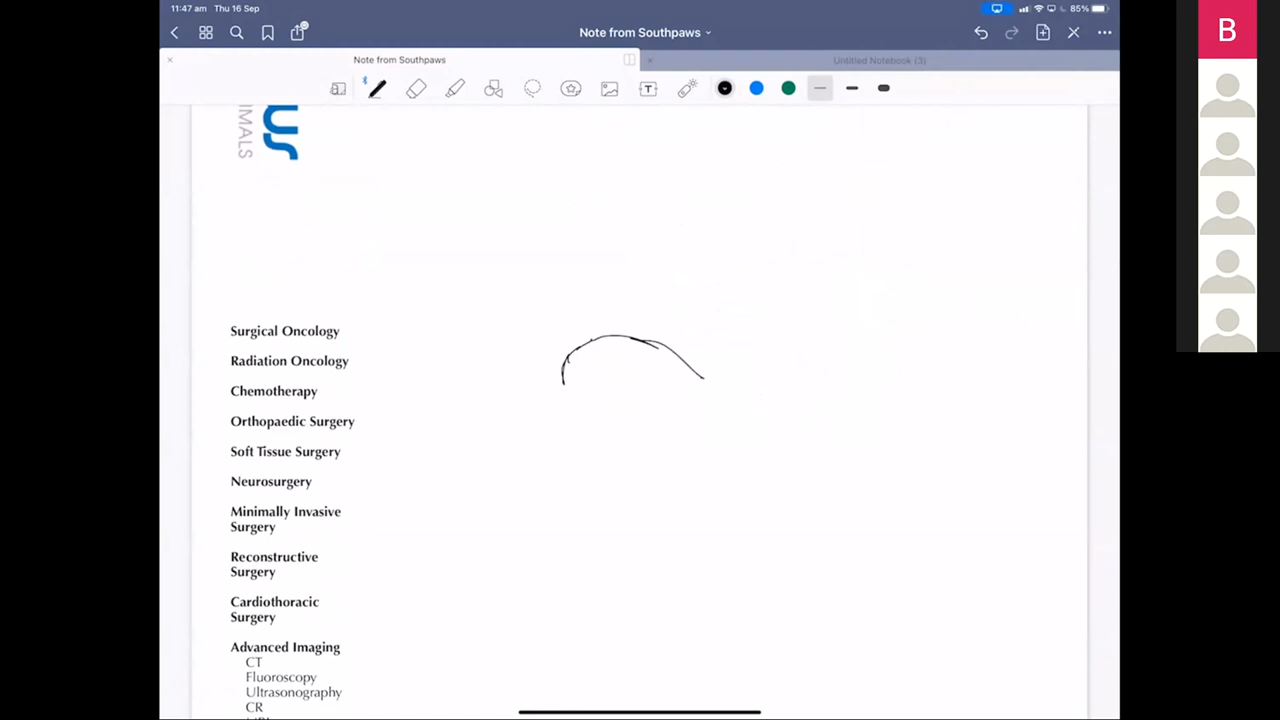 11:47 am Thu 16 Sep
85%
Note from Southpaws
B
Note from Southpaws
Untitled Notebook (3)
T
IMALS
Surgical Oncology
Radiation Oncology
Chemotherapy
Orthopaedic Surgery
Soft Tissue Surgery
Neurosurgery
Minimally Invasive
Surgery
Reconstructive
Surgery
Cardiothoracic
Surgery
Advanced Imaging
CT
Fluoroscopy
Ultrasonography
CR